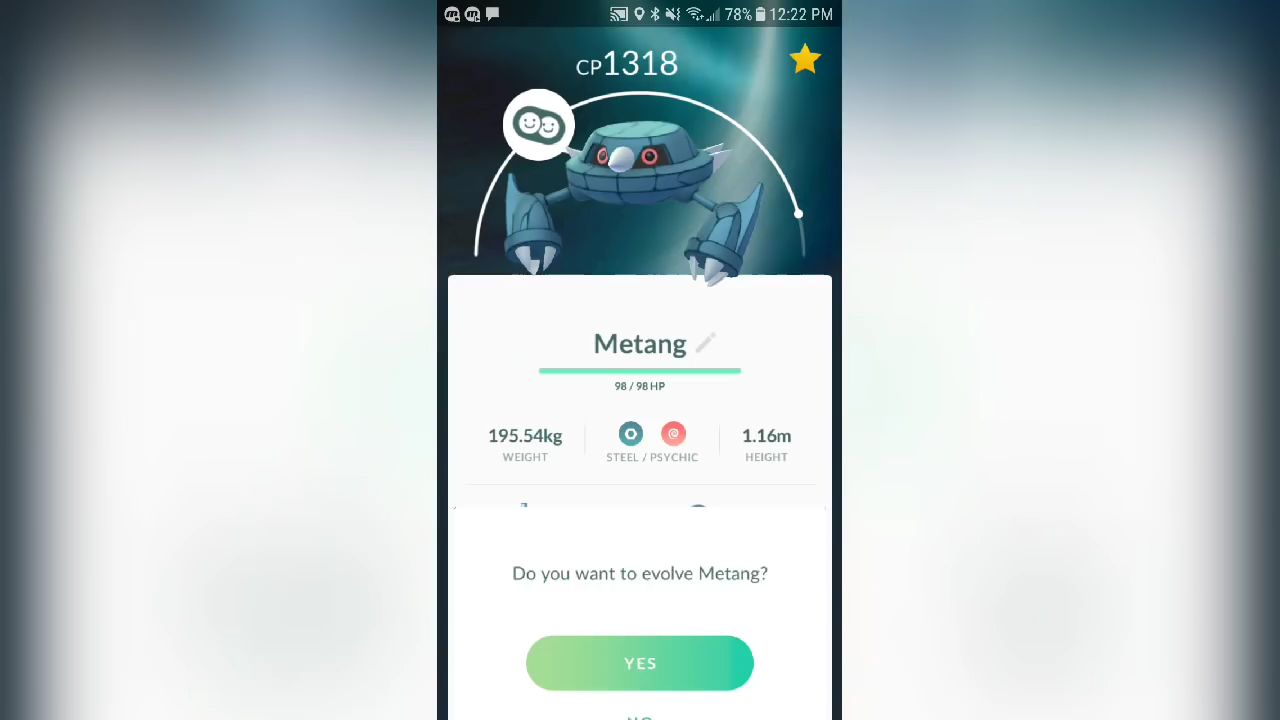 78% 12:22 PM
CP1318
Metang
98 / 98 HP
195.54kg
WEIGHT
STEEL / PSYCHIC
1.16m
HEIGHT
Do you want to evolve Metang?
YES
NO